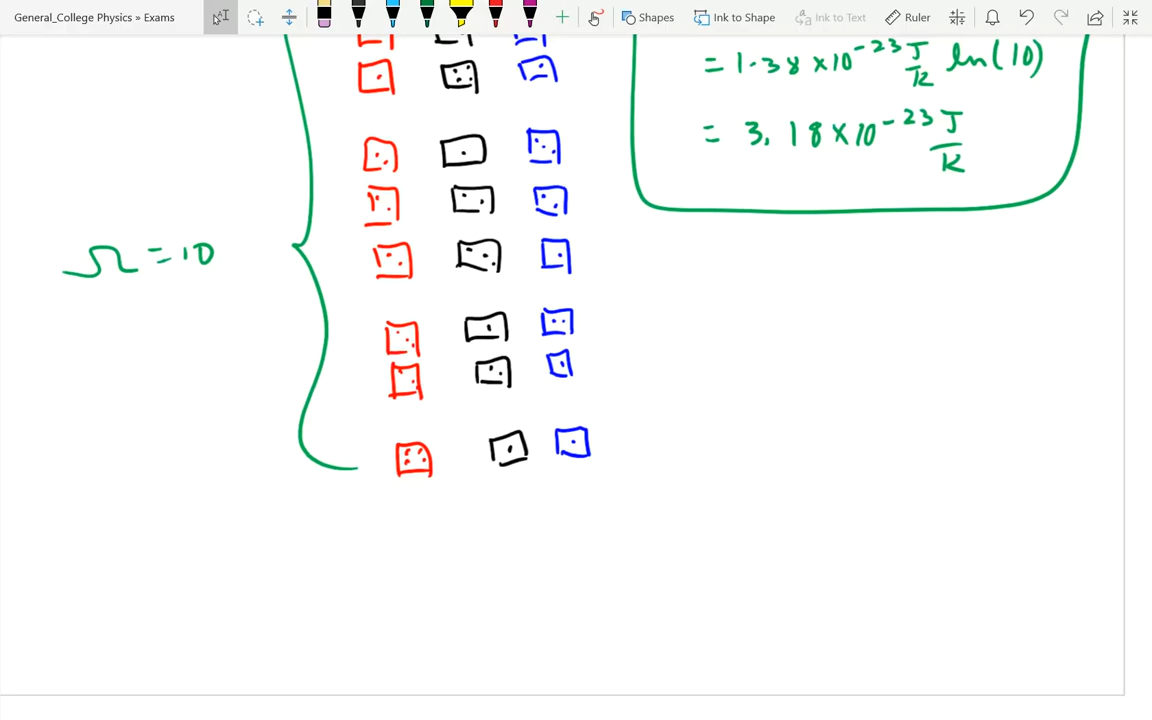 General_College Physics » Exams
Shapes
Ink to Shape
Ink to Text
Ruler
= 1.38 ×10⁻²³ J/K ln(10)
= 3.18 ×10⁻²³ J/K
Ω = 10